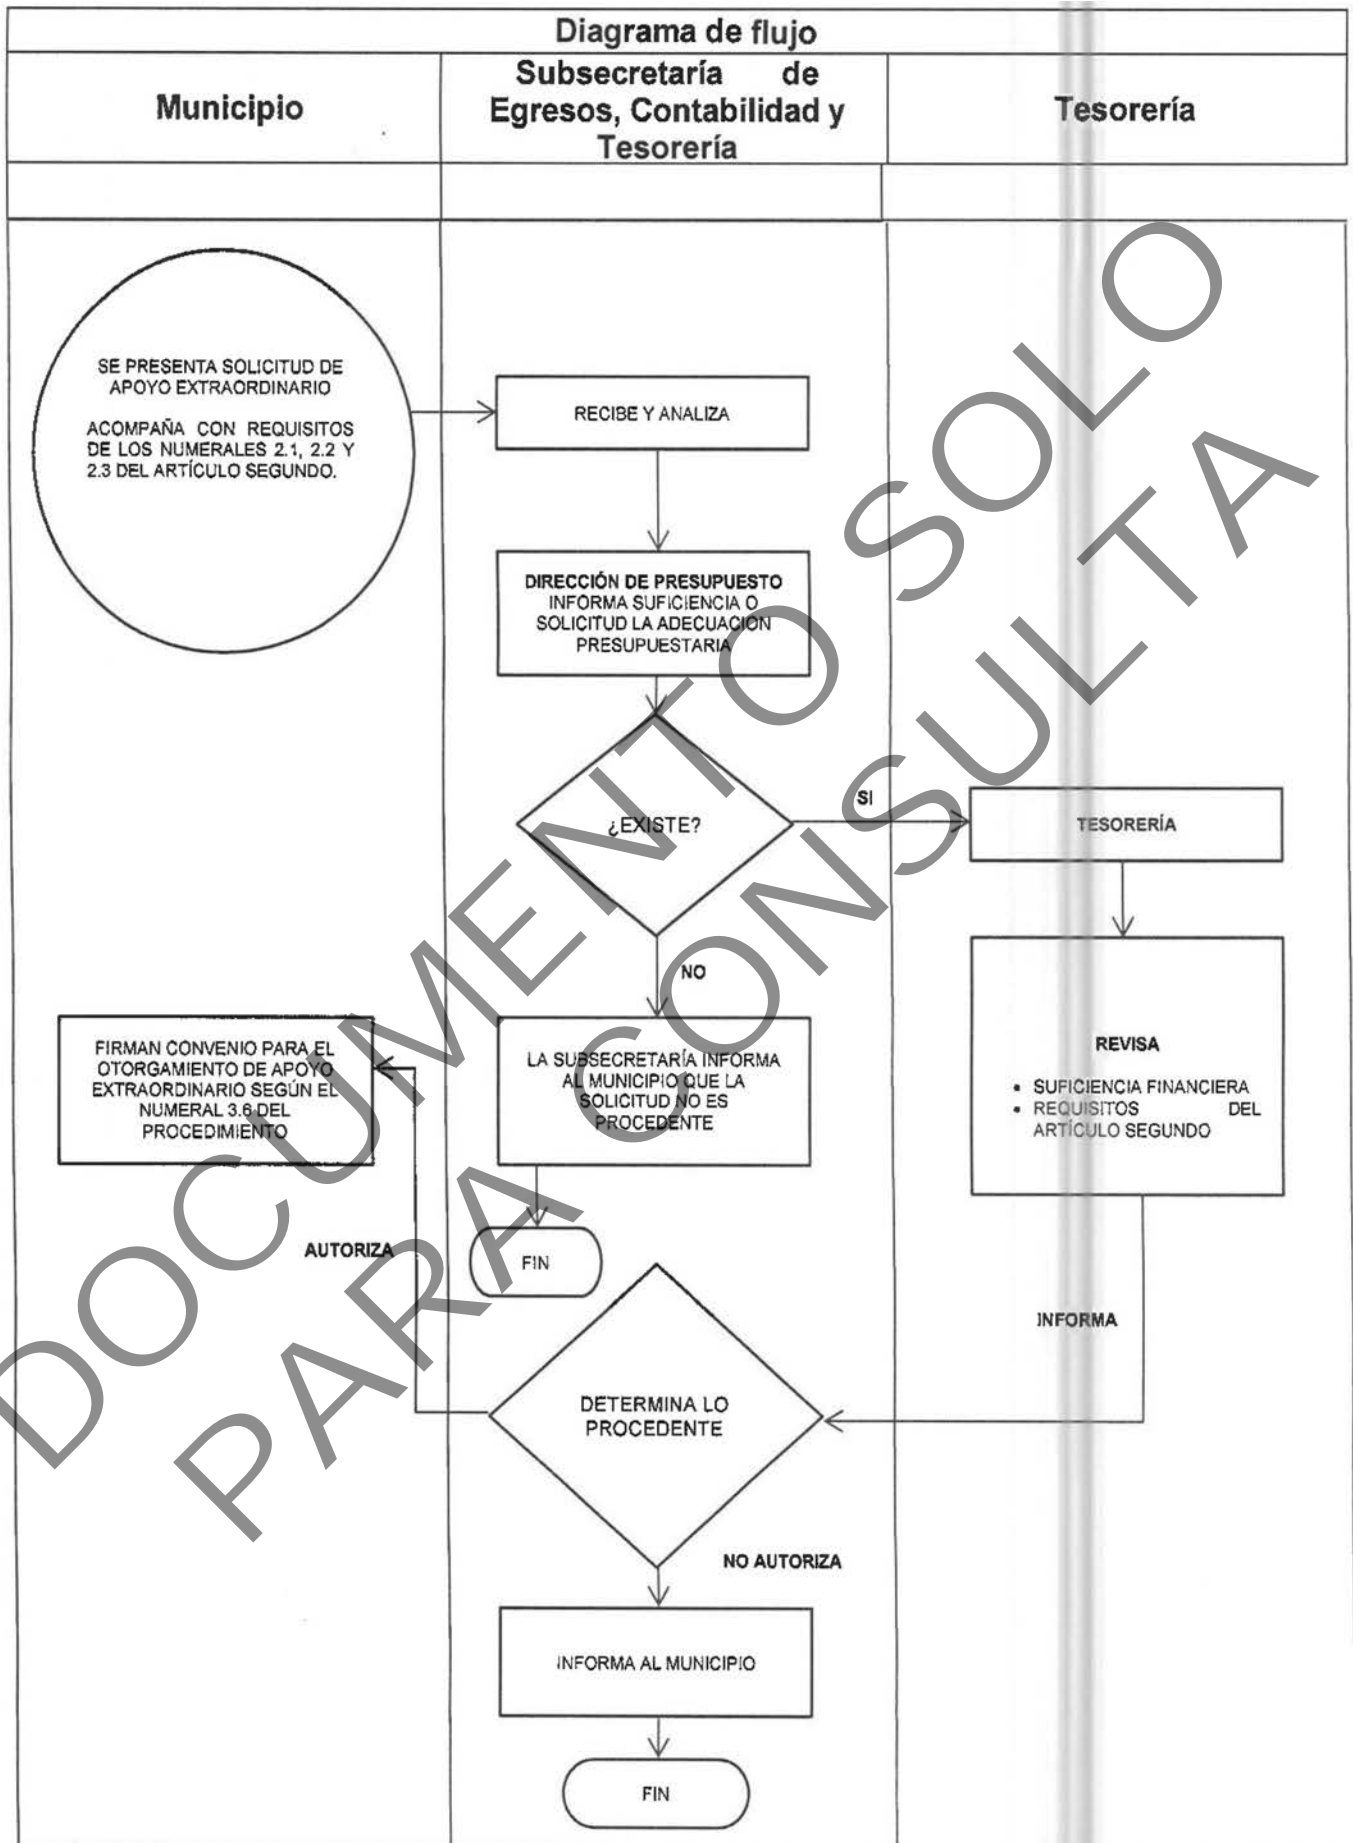 Diagrama de flujo
Municipio
Subsecretaría de
Egresos, Contabilidad y
Tesorería
Tesorería
SE PRESENTA SOLICITUD DE
APOYO EXTRAORDINARIO
ACOMPAÑA CON REQUISITOS
DE LOS NUMERALES 2.1, 2.2 Y
2.3 DEL ARTÍCULO SEGUNDO.
RECIBE Y ANALIZA
DIRECCIÓN DE PRESUPUESTO
INFORMA SUFICIENCIA O
SOLICITUD LA ADECUACIÓN
PRESUPUESTARIA
¿EXISTE?
SI
TESORERÍA
NO
REVISA
• SUFICIENCIA FINANCIERA
• REQUISITOS DEL
ARTÍCULO SEGUNDO
LA SUBSECRETARÍA INFORMA
AL MUNICIPIO QUE LA
SOLICITUD NO ES
PROCEDENTE
FIRMAN CONVENIO PARA EL
OTORGAMIENTO DE APOYO
EXTRAORDINARIO SEGÚN EL
NUMERAL 3.6 DEL
PROCEDIMIENTO
AUTORIZA
FIN
INFORMA
DETERMINA LO
PROCEDENTE
NO AUTORIZA
INFORMA AL MUNICIPIO
FIN
DOCUMENTO SOLO
PARA CONSULTA